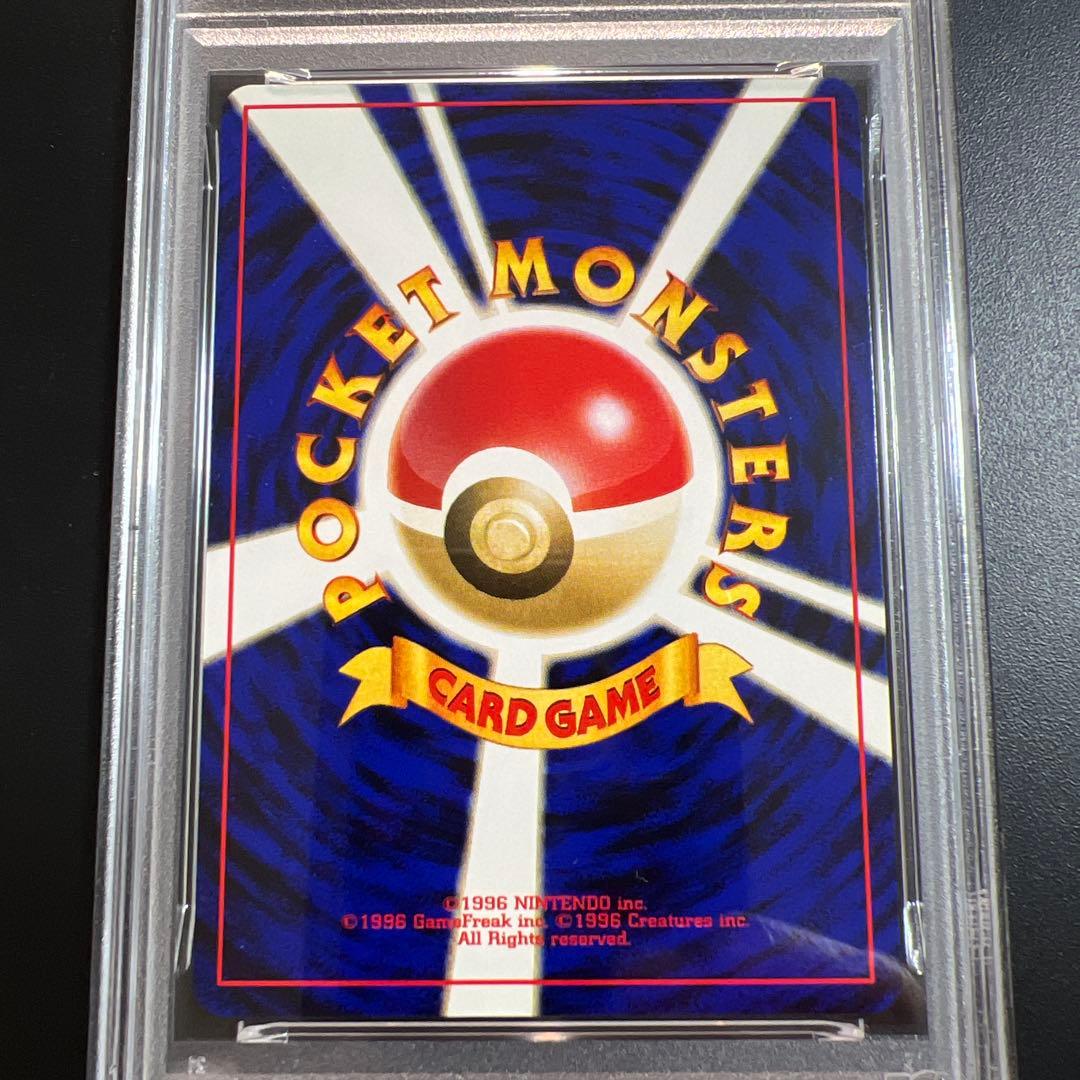 POCKET MONSTERS
CARD GAME
©1996 NINTENDO inc.
©1996 GameFreak inc. ©1996 Creatures inc.
All Rights reserved.